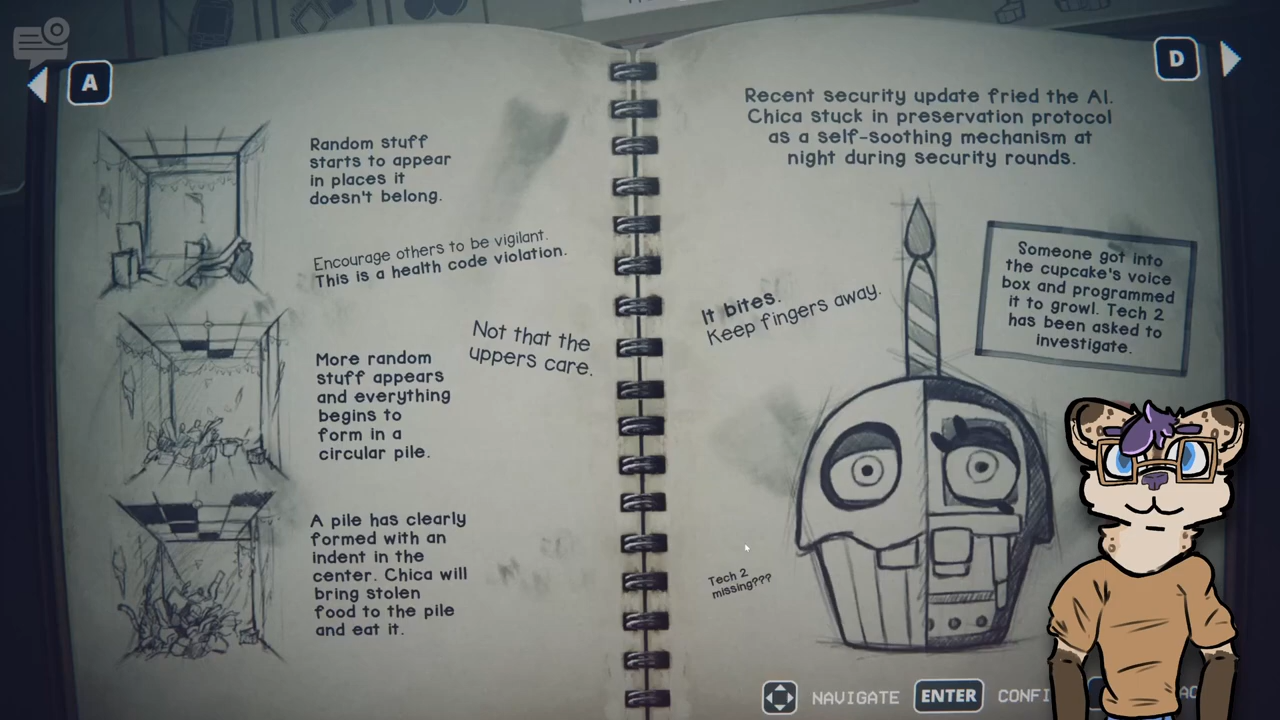 A
Random stuff
starts to appear
in places it
doesn't belong.
Encourage others to be vigilant.
This is a health code violation.
Not that the
uppers care.
More random
stuff appears
and everything
begins to
form in a
circular pile.
A pile has clearly
formed with an
indent in the
center. Chica will
bring stolen
food to the pile
and eat it.
D
Recent security update fried the AI.
Chica stuck in preservation protocol
as a self-soothing mechanism at
night during security rounds.
Someone got into
the cupcake's voice
box and programmed
it to growl. Tech 2
has been asked to
investigate.
It bites.
Keep fingers away.
Tech 2
missing???
NAVIGATE ENTER CONFI